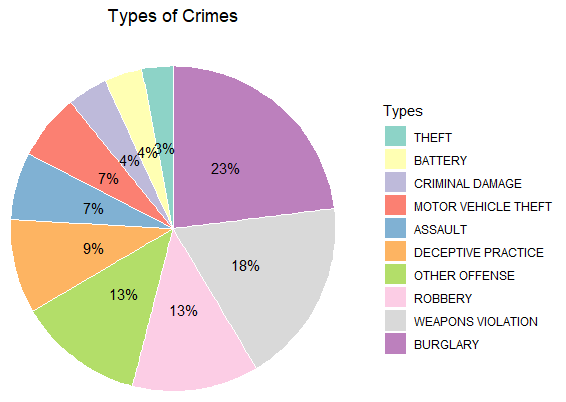 Types of Crimes
3%
4%
4%
23%
7%
7%
9%
18%
13%
13%
Types
THEFT
BATTERY
CRIMINAL DAMAGE
MOTOR VEHICLE THEFT
ASSAULT
DECEPTIVE PRACTICE
OTHER OFFENSE
ROBBERY
WEAPONS VIOLATION
BURGLARY